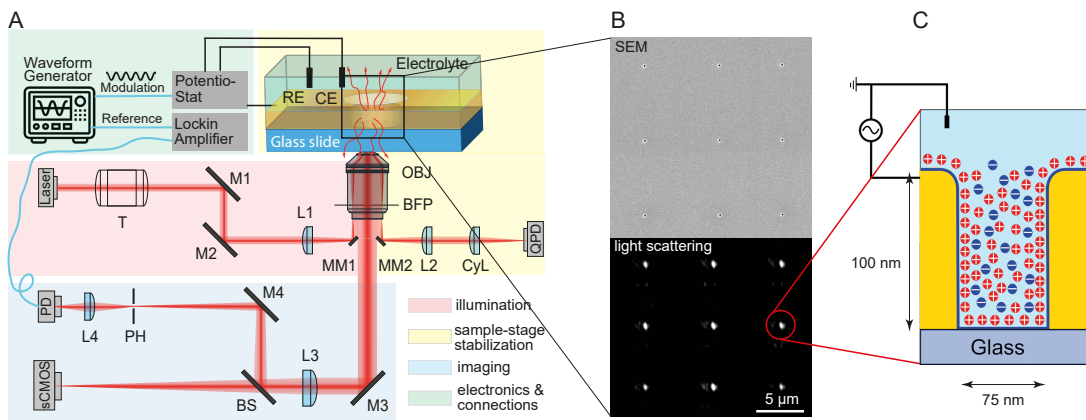 A
Waveform
Generator
Modulation
Potentio-
Stat
Reference
Lockin
Amplifier
Electrolyte
RE
CE
Glass slide
OBJ
BFP
Laser
T
M1
M2
L1
MM1
MM2
L2
CyL
QPD
PD
L4
PH
M4
L3
sCMOS
BS
M3
illumination
sample-stage
stabilization
imaging
electronics &
connections
B
SEM
light scattering
5 µm
C
100 nm
Glass
75 nm